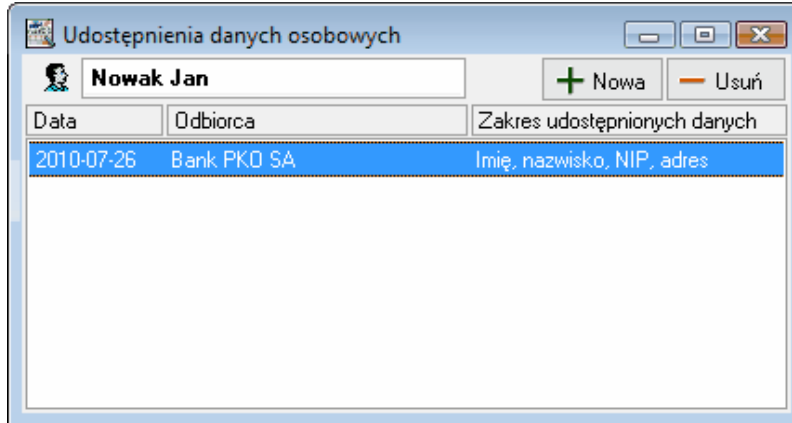 Udostępnienia danych osobowych
Nowak Jan Nowa Usuń
Data Odbiorca Zakres udostępnionych danych
2010-07-26 Bank PKO SA Imię, nazwisko, NIP, adres